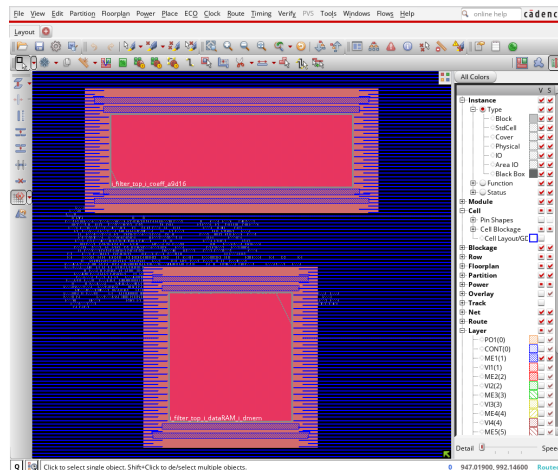 File View Edit Partition Floorplan Power Place ECO Clock Route Timing Verify PVS Tools Windows Flows Help
online help
cādenc
Layout
All Colors
V S
Instance
Type
Block
StdCell
Cover
Physical
IO
Area IO
Black Box
Function
Status
Module
Cell
Pin Shapes
Cell Blockage
Cell Layout/GD
Blockage
Row
Floorplan
Partition
Power
Overlay
Track
Net
Route
Layer
PO1(0)
CONT(0)
ME1(1)
VI1(1)
ME2(2)
VI2(2)
ME3(3)
VI3(3)
ME4(4)
VI4(4)
ME5(5)
i_filter_top_i_coeff_a9d16
i_filter_top_i_dataRAM_i_dmem
Detail
Speed
Q
Click to select single object. Shift+Click to de/select multiple objects.
0
947.01900, 992.14600
Route